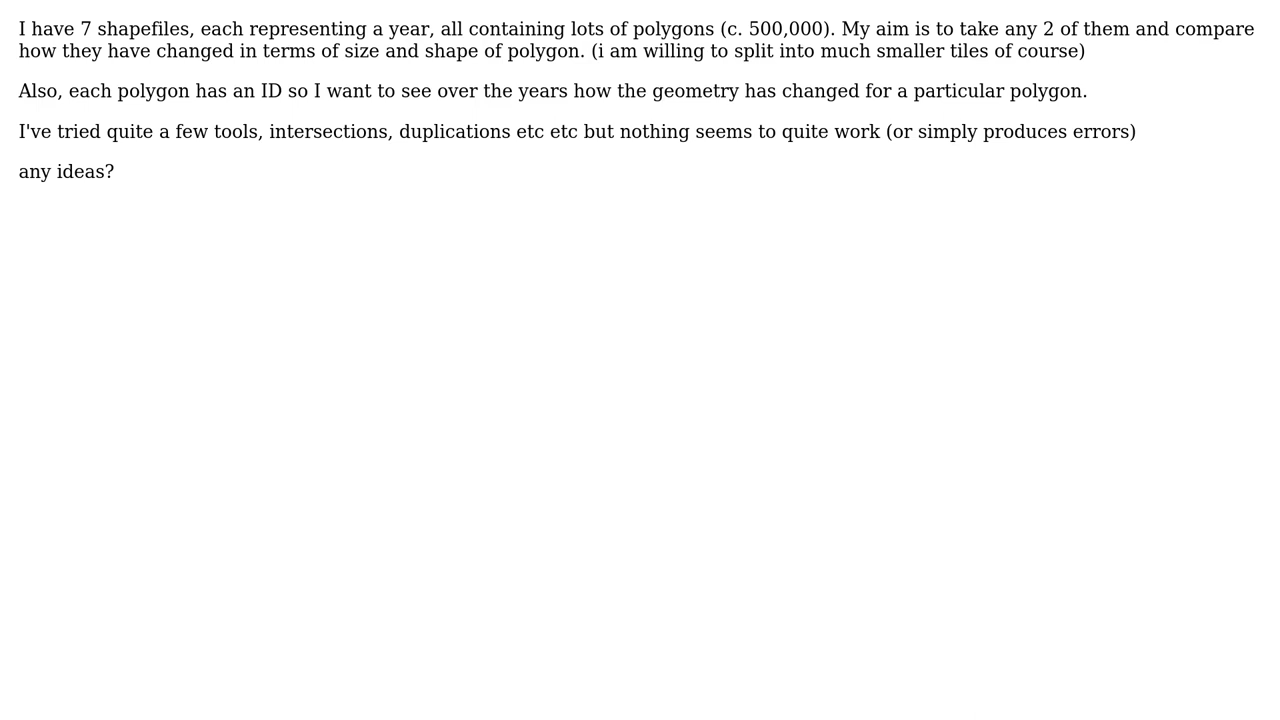 I have 7 shapefiles, each representing a year, all containing lots of polygons (c. 500,000). My aim is to take any 2 of them and compare
how they have changed in terms of size and shape of polygon. (i am willing to split into much smaller tiles of course)
Also, each polygon has an ID so I want to see over the years how the geometry has changed for a particular polygon.
I've tried quite a few tools, intersections, duplications etc etc but nothing seems to quite work (or simply produces errors)
any ideas?